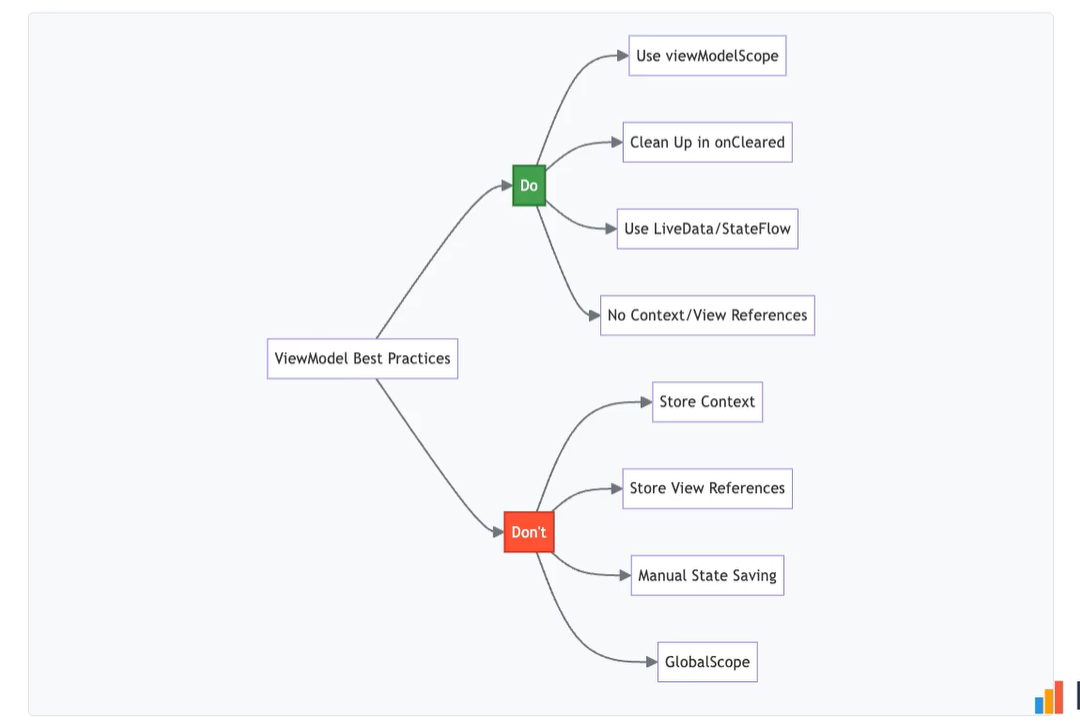 Use viewModelScope
Clean Up in onCleared
Do
Use LiveData/StateFlow
No Context/View References
ViewModel Best Practices
Store Context
Store View References
Don't
Manual State Saving
GlobalScope